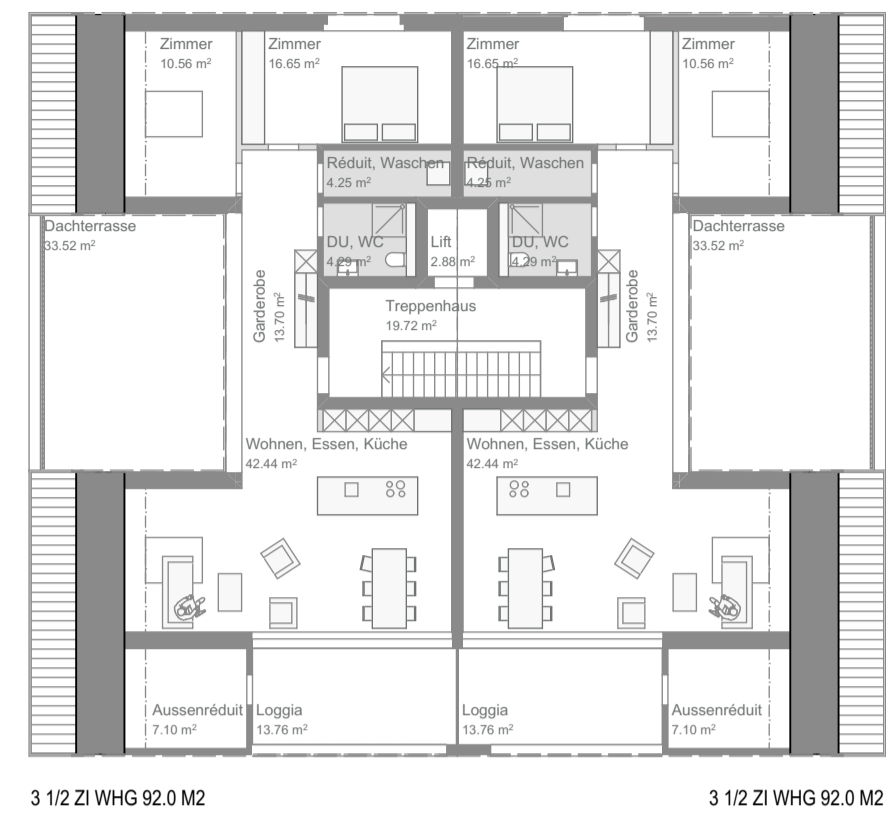 Zimmer
10.56 m²
Zimmer
16.65 m²
Zimmer
16.65 m²
Zimmer
10.56 m²
Réduit, Waschen
4.25 m²
Réduit, Waschen
4.25 m²
Dachterrasse
33.52 m²
DU, WC
4.29 m²
Lift
2.88 m²
DU, WC
4.29 m²
Dachterrasse
33.52 m²
Garderobe
13.70 m²
Treppenhaus
19.72 m²
Garderobe
13.70 m²
Wohnen, Essen, Küche
42.44 m²
Wohnen, Essen, Küche
42.44 m²
Aussenréduit
7.10 m²
Loggia
13.76 m²
Loggia
13.76 m²
Aussenréduit
7.10 m²
3 1/2 ZI WHG 92.0 M2
3 1/2 ZI WHG 92.0 M2